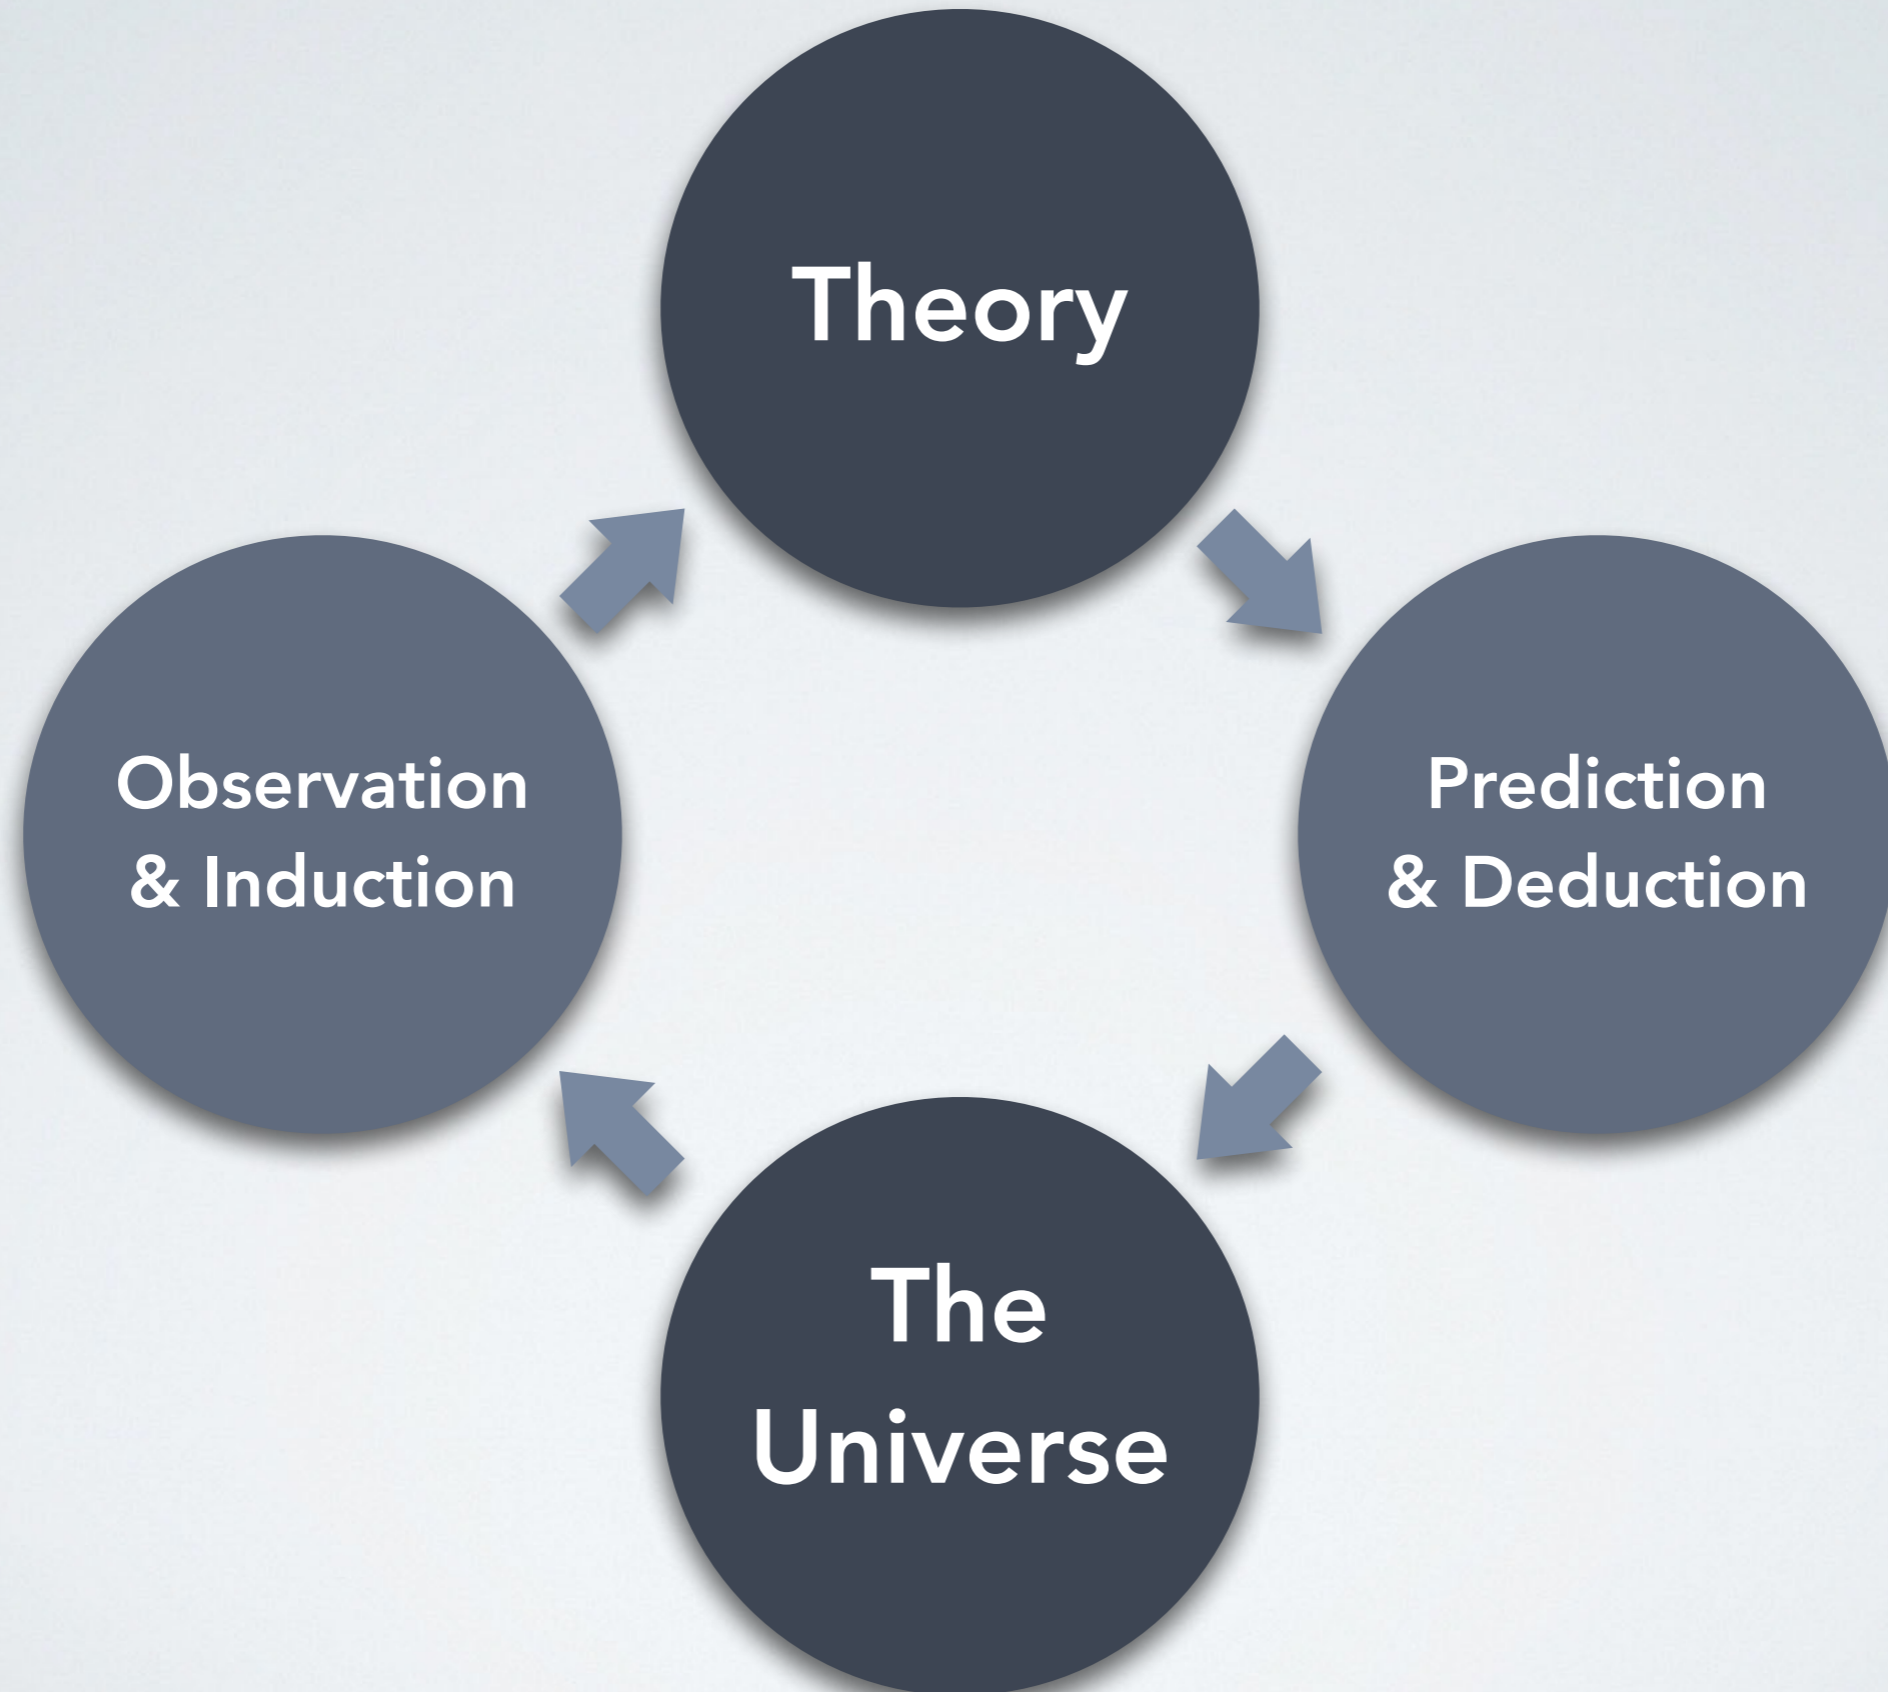 Theory
Observation
& Induction
Prediction
& Deduction
The
Universe